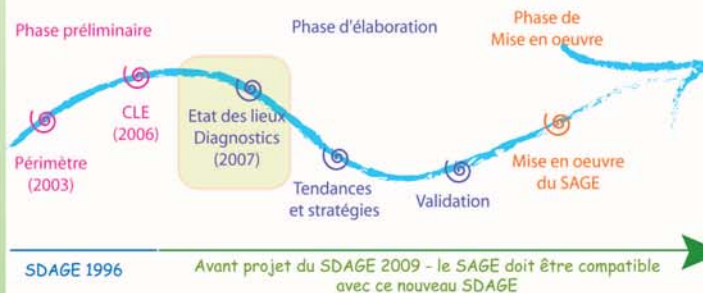 Phase préliminaire
Phase d'élaboration
Phase de
Mise en oeuvre
Périmètre
(2003)
CLE
(2006)
Etat des lieux
Diagnostics
(2007)
Tendances
et stratégies
Validation
Mise en oeuvre
du SAGE
SDAGE 1996
Avant projet du SDAGE 2009 - le SAGE doit être compatible
avec ce nouveau SDAGE